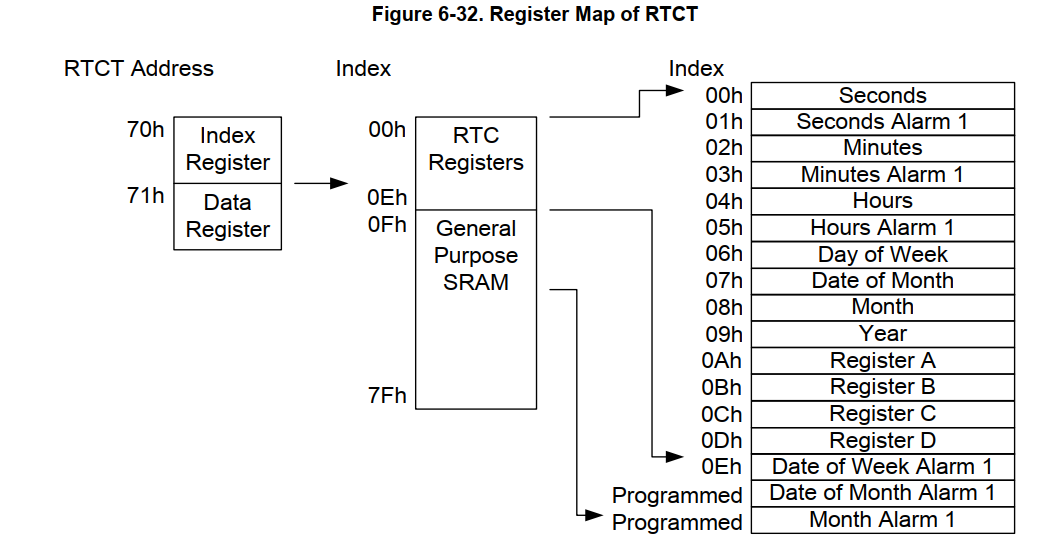 Figure 6-32. Register Map of RTCT
RTCT Address
70h
Index
Register
71h
Data
Register
Index
00h
RTC
Registers
0Eh
0Fh
General
Purpose
SRAM
7Fh
Index
00h Seconds
01h Seconds Alarm 1
02h Minutes
03h Minutes Alarm 1
04h Hours
05h Hours Alarm 1
06h Day of Week
07h Date of Month
08h Month
09h Year
0Ah Register A
0Bh Register B
0Ch Register C
0Dh Register D
0Eh Date of Week Alarm 1
Programmed Date of Month Alarm 1
Programmed Month Alarm 1